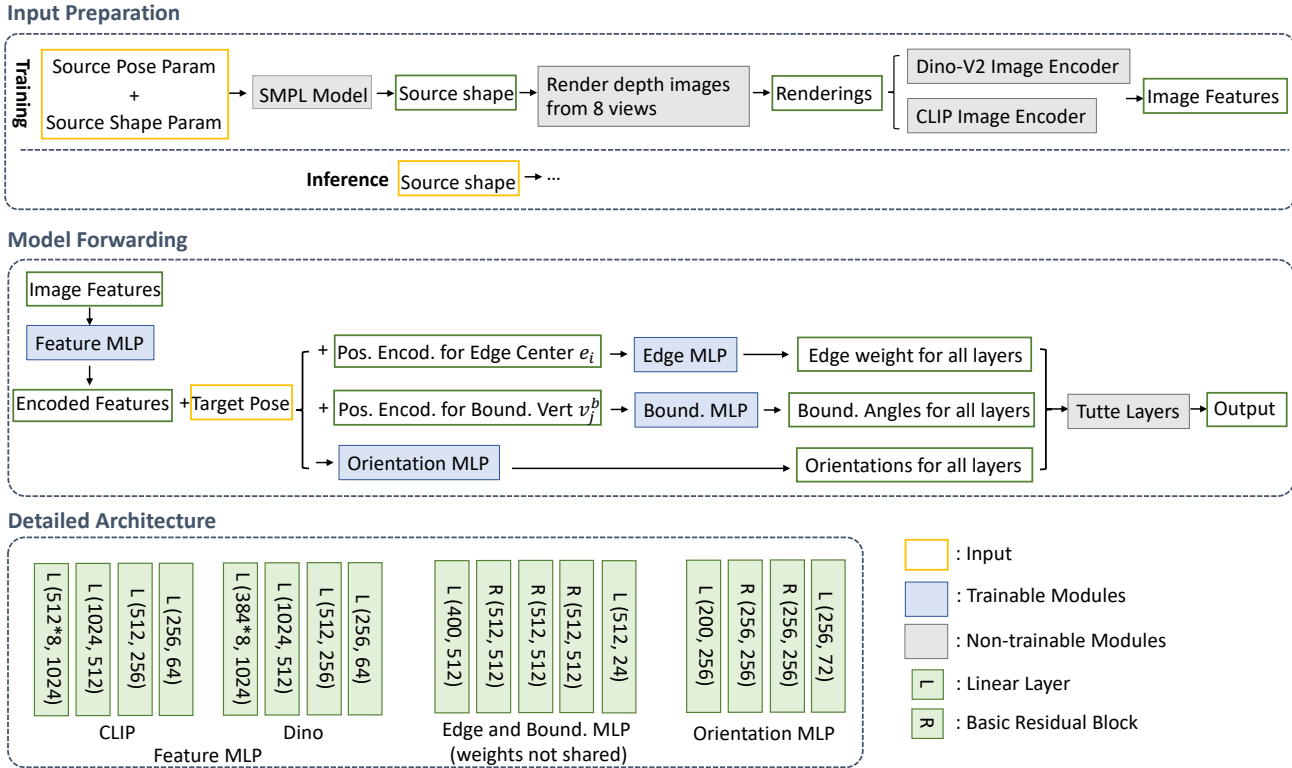 Input Preparation
Training
Source Pose Param
+
Source Shape Param
SMPL Model
Source shape
Render depth images
from 8 views
Renderings
Dino-V2 Image Encoder
CLIP Image Encoder
Image Features
Inference
Source shape
...
Model Forwarding
Image Features
Feature MLP
Encoded Features
+
Target Pose
+ Pos. Encod. for Edge Center e_i
Edge MLP
Edge weight for all layers
+ Pos. Encod. for Bound. Vert v_j^b
Bound. MLP
Bound. Angles for all layers
Orientation MLP
Orientations for all layers
Tutte Layers
Output
Detailed Architecture
L (512*8, 1024)
L (1024, 512)
L (512, 256)
L (256, 64)
CLIP
L (384*8, 1024)
L (1024, 512)
L (512, 256)
L (256, 64)
Dino
Feature MLP
L (400, 512)
R (512, 512)
R (512, 512)
R (512, 512)
L (512, 24)
Edge and Bound. MLP
(weights not shared)
L (200, 256)
R (256, 256)
R (256, 256)
L (256, 72)
Orientation MLP
: Input
: Trainable Modules
: Non-trainable Modules
L : Linear Layer
R : Basic Residual Block